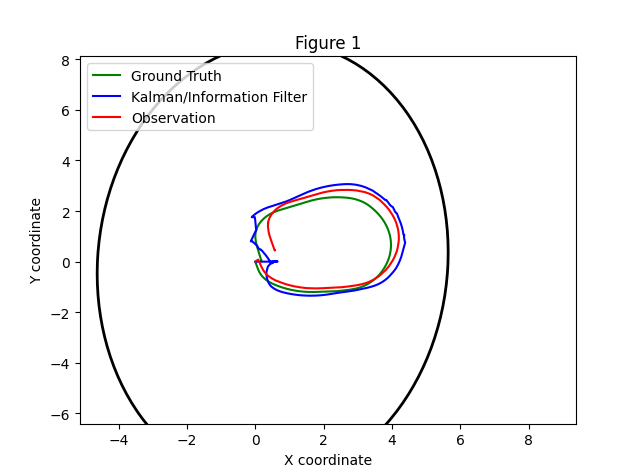 Figure 1
Ground Truth
Kalman/Information Filter
Observation
8
6
4
2
0
−2
−4
−6
Y coordinate
−4 −2 0 2 4 6 8
X coordinate